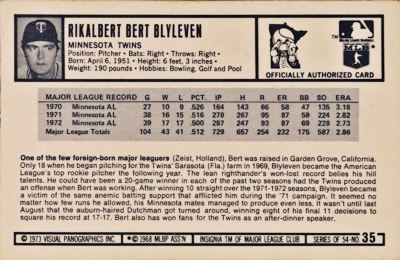 RIKALBERT BERT BLYLEVEN
MINNESOTA TWINS
Position: Pitcher • Bats: Right • Throws: Right
Born: April 6, 1951 • Height: 6 feet, 3 inches
Weight: 190 pounds • Hobbies: Bowling, Golf and Pool
MAJOR LEAGUE BASEBALL
MLB
OFFICIALLY AUTHORIZED CARD
MAJOR LEAGUE RECORD G W L PCT. IP H R ER BB SO ERA
1970 Minnesota AL 27 10 9 .526 164 143 66 58 47 135 3.18
1971 Minnesota AL 38 16 15 .516 278 267 95 87 59 224 2.82
1972 Minnesota AL 39 17 17 .500 287 247 93 87 69 228 2.73
Major League Totals 104 43 41 .512 729 657 254 232 175 587 2.86
One of the few foreign-born major leaguers (Zeist, Holland), Bert was raised in Garden Grove, California.
Only 18 when he began pitching for the Twins' Sarasota (Fla.) farm in 1969, Blyleven became the American
League's top rookie pitcher the following year. The lean righthander's won-lost record belies his hill
talents. He could have been a 20-game winner in each of the past two seasons had the Twins produced
an offense when Bert was working. After winning 10 straight over the 1971-1972 seasons, Blyleven became
a victim of the same anemic batting support that afflicted him during the '71 campaign. It seemed no
matter how few runs he allowed, his Minnesota mates managed to produce even less. It wasn't until last
August that the auburn-haired Dutchman got turned around, winning eight of his final 11 decisions to
square his record at 17-17. Bert also has won fans for the Twins as an after-dinner speaker.
© 1973 VISUAL PANOGRAPHICS INC. © 1968 MLBP ASS'N INSIGNIA TM OF MAJOR LEAGUE CLUB SERIES OF 54-NO. 35